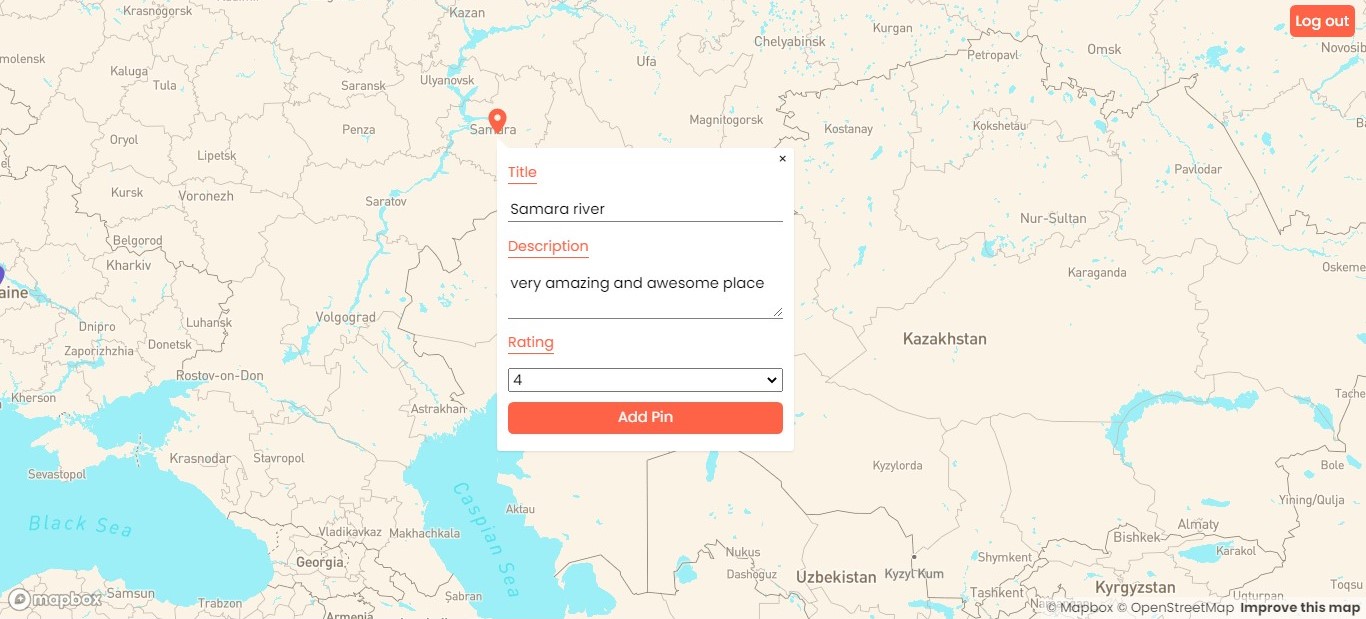 Kazan
Krasnogorsk
Log out
Kurgan
Chelyabinsk
Omsk
Novosib
Petropavl
molensk
Ufa
Kaluga
Ulyanovsk
Tula
Saransk
Magnitogorsk
Kostanay
Kokshetau
Penza
Samara
Oryol
Lipetsk
Pavlodar
Title
Kursk
Voronezh
Saratov
Samara river
Nur-Sultan
Belgorod
Description
Kharkiv
Karaganda
Oskeme
very amazing and awesome place
aine
Volgograd
Luhansk
Dnipro
Donetsk
Zaporizhzhia
Rating
Kazakhstan
Rostov-on-Don
4
Kherson
Tache
Astrakhan
Add Pin
Krasnodar
Stavropol
Kyzylorda
Bole
Sevastopol
Yining/Qulja
Aktau
Black Sea
Caspian Sea
Almaty
Vladikavkaz
Makhachkala
Bishkek
Nukus
Karakol
Georgia
Shymkent
Dashoguz
Uzbekistan
Kyzyl Kum
Kyrgyzstan
Toqsu
Samsun
Sabran
mapbox
Trabzon
Uqturpan
© Mapbox © OpenStreetMap Improve this map
Armenia